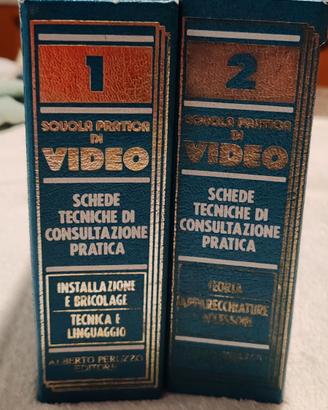 1
SCUOLA PRATICA
DI
VIDEO
SCHEDE
TECNICHE DI
CONSULTAZIONE
PRATICA
INSTALLAZIONE
E BRICOLAGE
TECNICA E
LINGUAGGIO
ALBERTO PERUZZO
EDITORE
2
SCUOLA PRATICA
DI
VIDEO
SCHEDE
TECNICHE DI
CONSULTAZIONE
PRATICA
TEORIA
APPARECCHIATURE
ACCESSORI